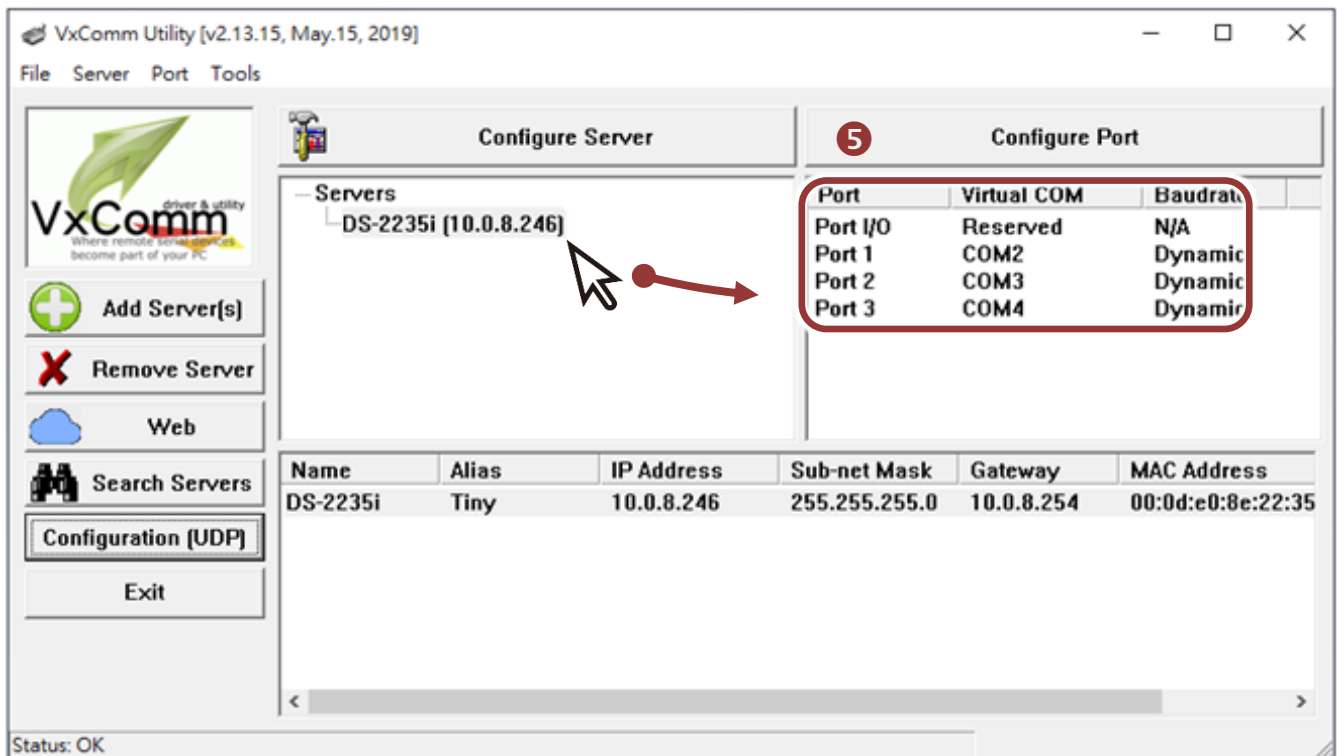 VxComm Utility [v2.13.15, May.15, 2019]
File Server Port Tools
VxComm
driver & utility
Where remote serial devices
become part of your PC
Add Server(s)
Remove Server
Web
Search Servers
Configuration (UDP)
Exit
Configure Server
Servers
DS-2235i (10.0.8.246)
5 Configure Port
Port Virtual COM Baudrate
Port I/O Reserved N/A
Port 1 COM2 Dynamic
Port 2 COM3 Dynamic
Port 3 COM4 Dynamic
Name Alias IP Address Sub-net Mask Gateway MAC Address
DS-2235i Tiny 10.0.8.246 255.255.255.0 10.0.8.254 00:0d:e0:8e:22:35
Status: OK